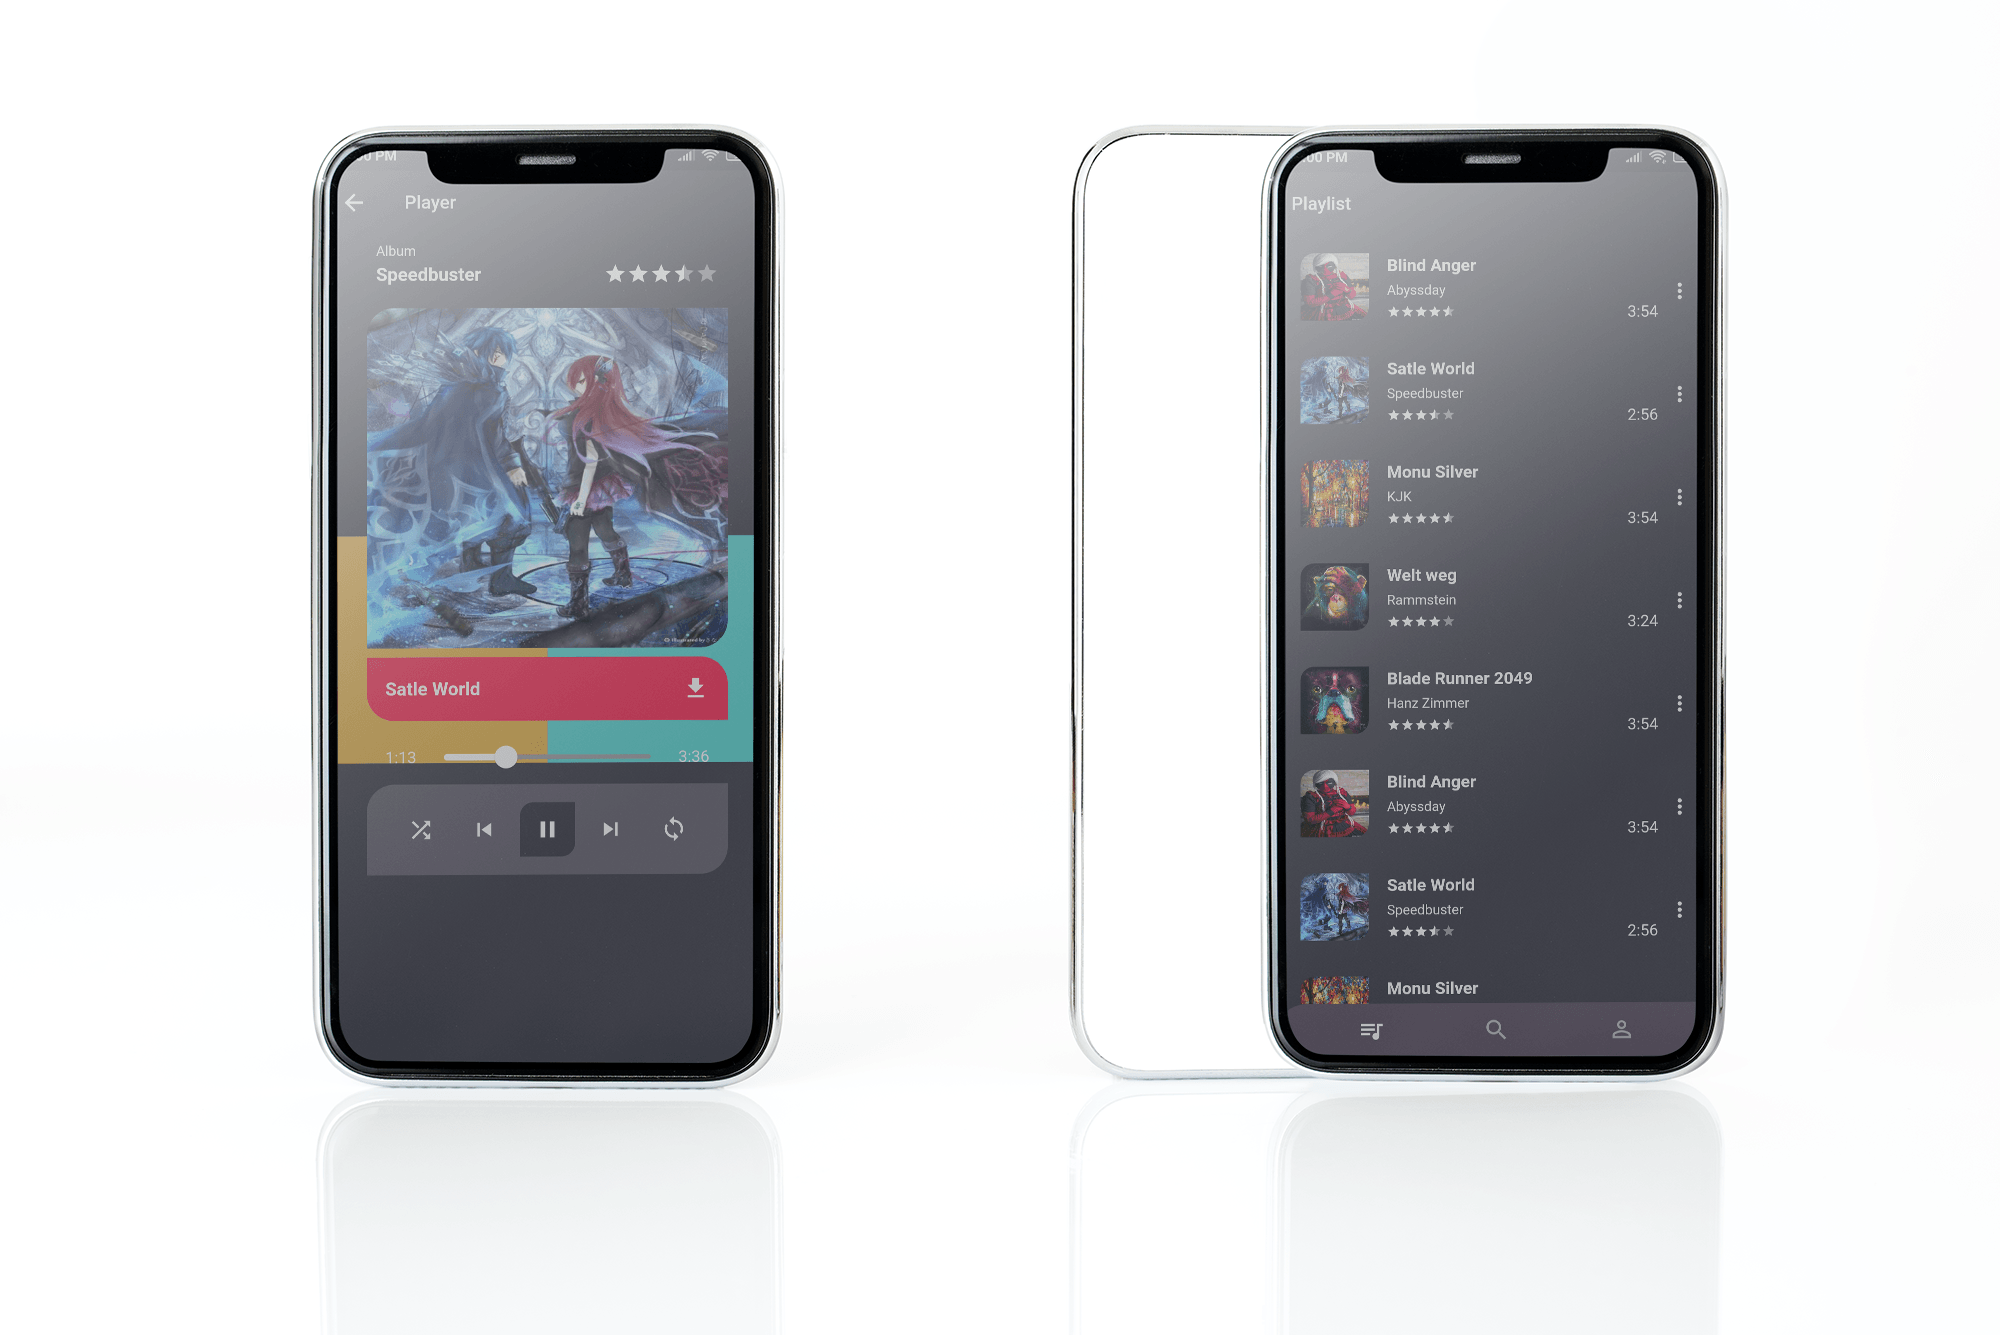 PM
Player
Album
Speedbuster
Satle World
1:13
3:36
:00 PM
Playlist
Blind Anger
Abyssday
3:54
Satle World
Speedbuster
2:56
Monu Silver
KJK
3:54
Welt weg
Rammstein
3:24
Blade Runner 2049
Hanz Zimmer
3:54
Blind Anger
Abyssday
3:54
Satle World
Speedbuster
2:56
Monu Silver